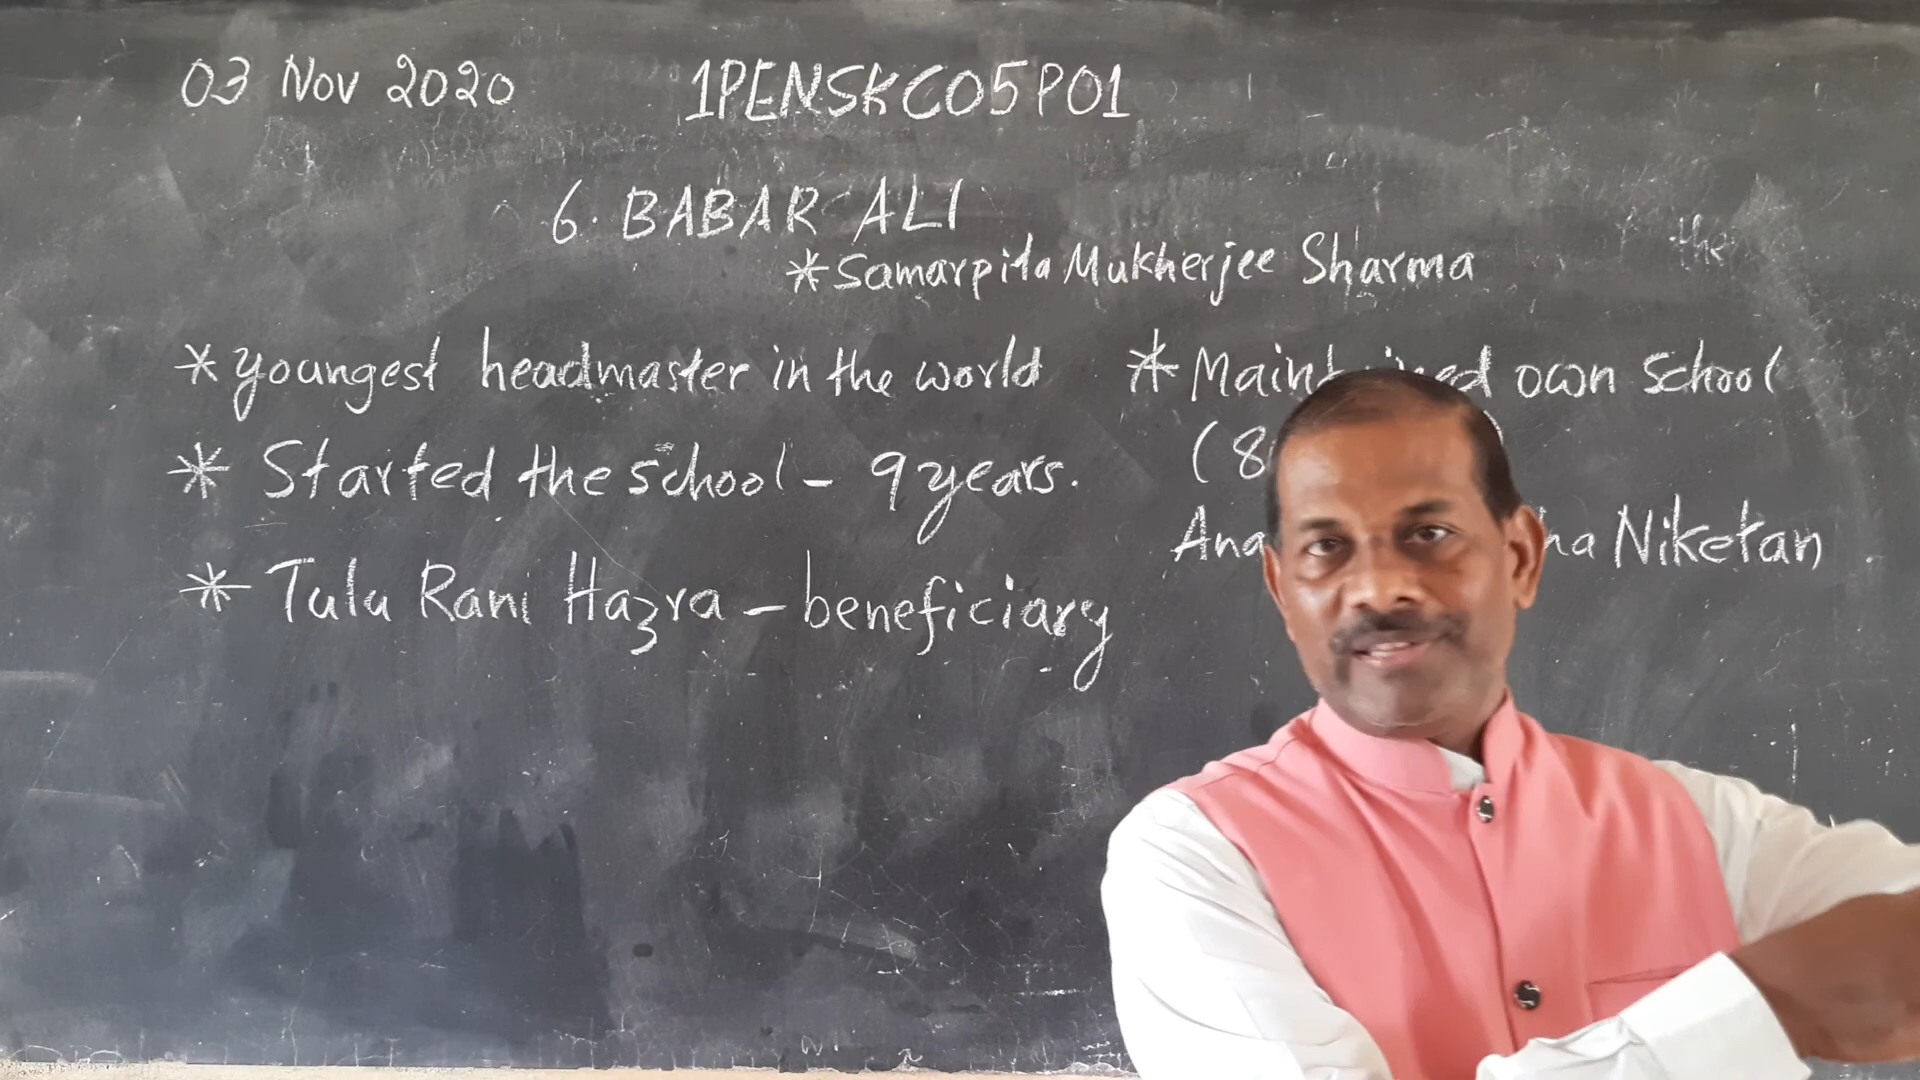 03 Nov 2020 1PENSKC05P01
6. BABAR ALI
* Samarpita Mukherjee Sharma
the
* youngest headmaster in the world
* Started the school - 9 years.
* Tulu Rani Hazra - beneficiary
* own school
(8
Niketan.